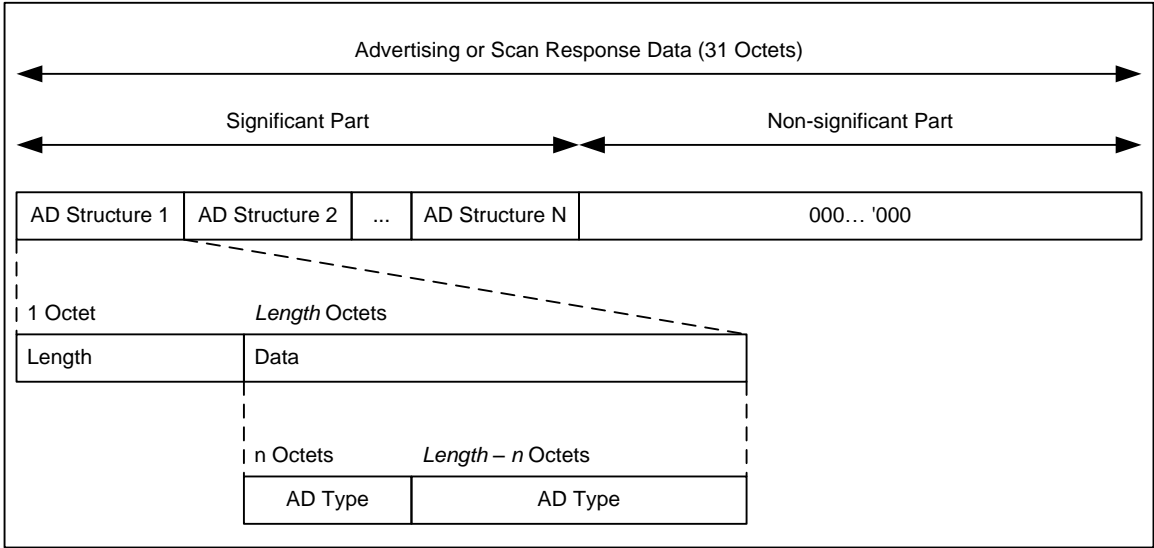 Advertising or Scan Response Data (31 Octets)
Significant Part
Non-significant Part
AD Structure 1
AD Structure 2
...
AD Structure N
000… '000
1 Octet
Length Octets
Length
Data
n Octets
Length – n Octets
AD Type
AD Type